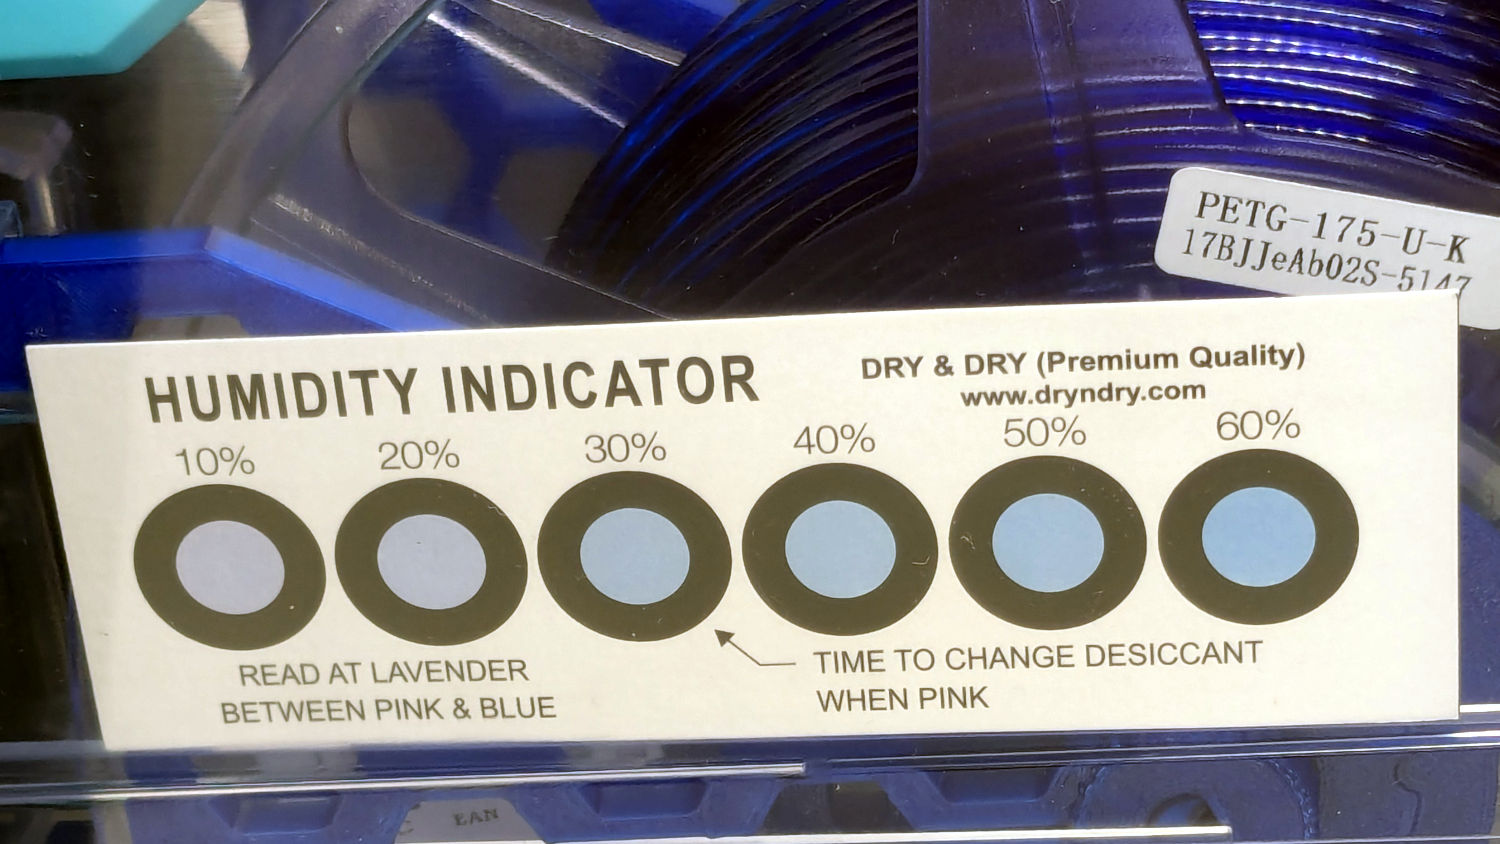 PETG-175-U-K
17BJJeAb02S-5147
HUMIDITY INDICATOR
DRY & DRY (Premium Quality)
www.dryndry.com
10% 20% 30% 40% 50% 60%
READ AT LAVENDER
BETWEEN PINK & BLUE
TIME TO CHANGE DESICCANT
WHEN PINK
EAN